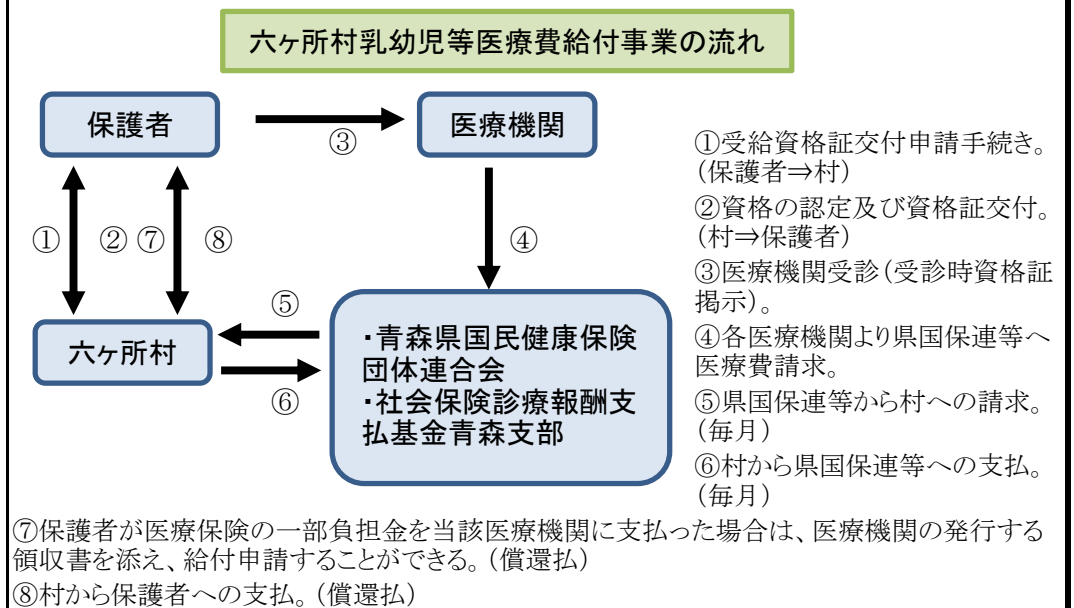 六ヶ所村乳幼児等医療費給付事業の流れ
保護者
③
医療機関
①
②
⑦
⑧
④
六ヶ所村
⑤
⑥
・青森県国民健康保険
団体連合会
・社会保険診療報酬支
払基金青森支部
①受給資格証交付申請手続き。
(保護者⇒村)
②資格の認定及び資格証交付。
(村⇒保護者)
③医療機関受診(受診時資格証
掲示)。
④各医療機関より県国保連等へ
医療費請求。
⑤県国保連等から村への請求。
(毎月)
⑥村から県国保連等への支払。
(毎月)
⑦保護者が医療保険の一部負担金を当該医療機関に支払った場合は、医療機関の発行する
領収書を添え、給付申請することができる。(償還払)
⑧村から保護者への支払。(償還払)